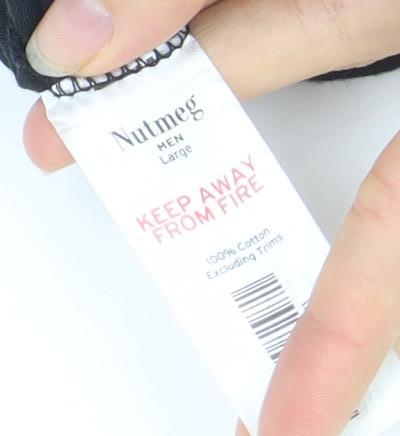 Nutmeg
MEN
Large
KEEP AWAY
FROM FIRE
100% Cotton
Excluding Trims